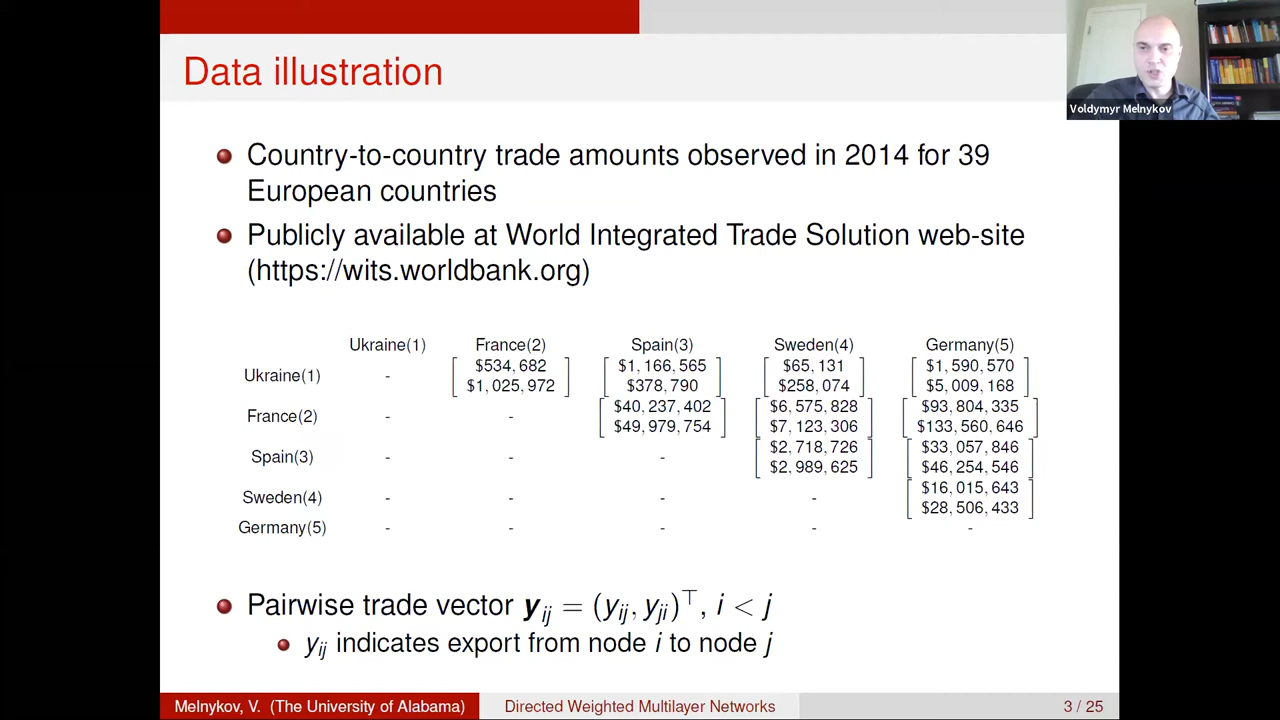 Data illustration
Voldymyr Melnykov
Country-to-country trade amounts observed in 2014 for 39
European countries
Publicly available at World Integrated Trade Solution web-site
(https://wits.worldbank.org)
Ukraine(1) France(2) Spain(3) Sweden(4) Germany(5)
Ukraine(1) - [$534,682 $1,025,972] [$1,166,565 $378,790] [$65,131 $258,074] [$1,590,570 $5,009,168]
France(2) - - [$40,237,402 $49,979,754] [$6,575,828 $7,123,306] [$93,804,335 $133,560,646]
Spain(3) - - - [$2,718,726 $2,989,625] [$33,057,846 $46,254,546]
Sweden(4) - - - - [$16,015,643 $28,506,433]
Germany(5) - - - - -
Pairwise trade vector y_ij = (y_ij, y_ji)^⊤, i < j
y_ij indicates export from node i to node j
Melnykov, V. (The University of Alabama) Directed Weighted Multilayer Networks 3 / 25